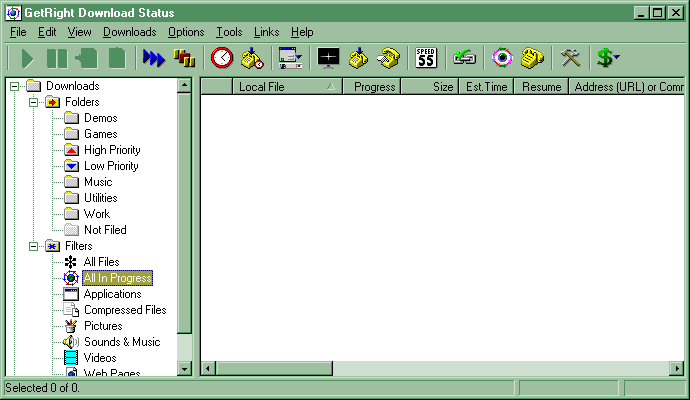 GetRight Download Status
File Edit View Downloads Options Tools Links Help
SPEED
55
$
Downloads
Folders
Demos
Games
High Priority
Low Priority
Music
Utilities
Work
Not Filed
Filters
All Files
All In Progress
Applications
Compressed Files
Pictures
Sounds & Music
Videos
Web Pages
Local File Progress Size Est.Time Resume Address (URL) or Comm
Selected 0 of 0.